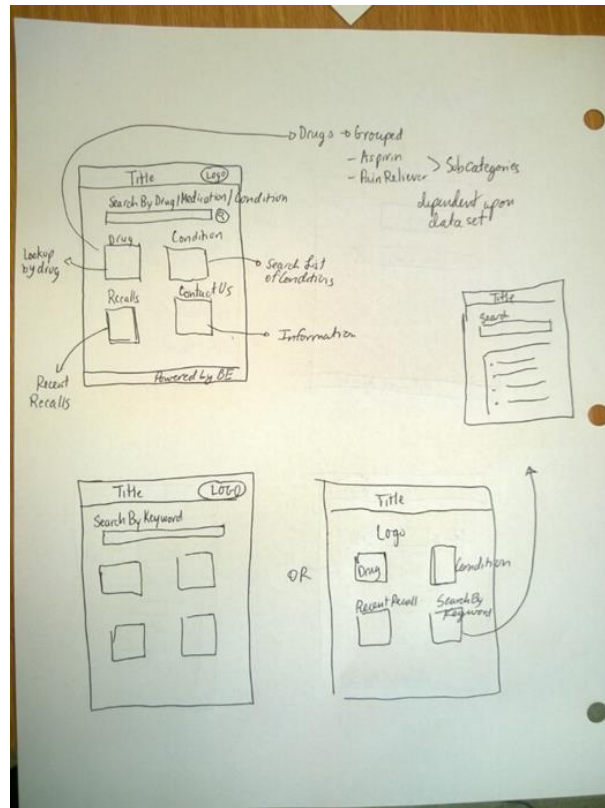 Drugs → Grouped
- Aspirin
- Pain Reliever > SubCategories
dependent upon
data set
Title Logo
Search By Drug/Medication/Condition
Drug Condition
Lookup
by drug
Search List
of Conditions
Recalls Contact Us
Information
Recent
Recalls
Powered by BE
Title
Search
Title LOGO
Search By Keyword
OR
Title
Logo
Drug Condition
Recent Recall Search By
Keyword